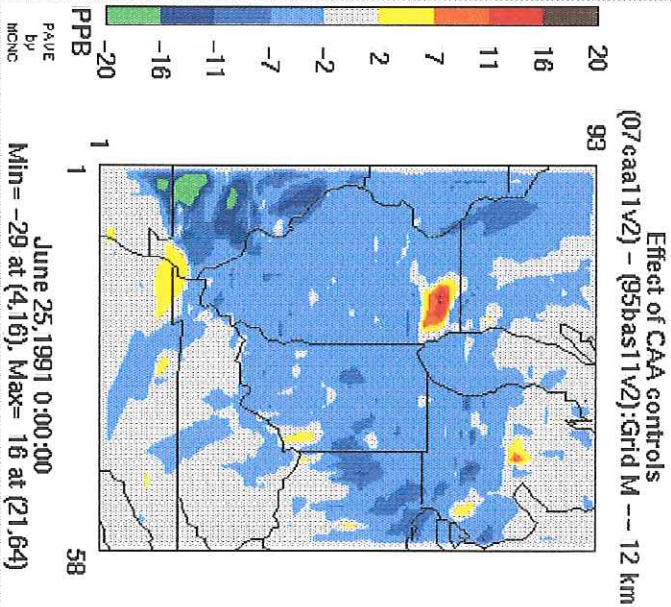 Effect of CAA controls
(07caa11v2) – (95bas11v2):Grid M –– 12 km
20
16
11
7
2
-2
-7
-11
-16
-20
PPB
PAVE
by
MCNC
93
1
1
58
June 25,1991 0:00:00
Min= -29 at (4,16), Max= 16 at (21,64)